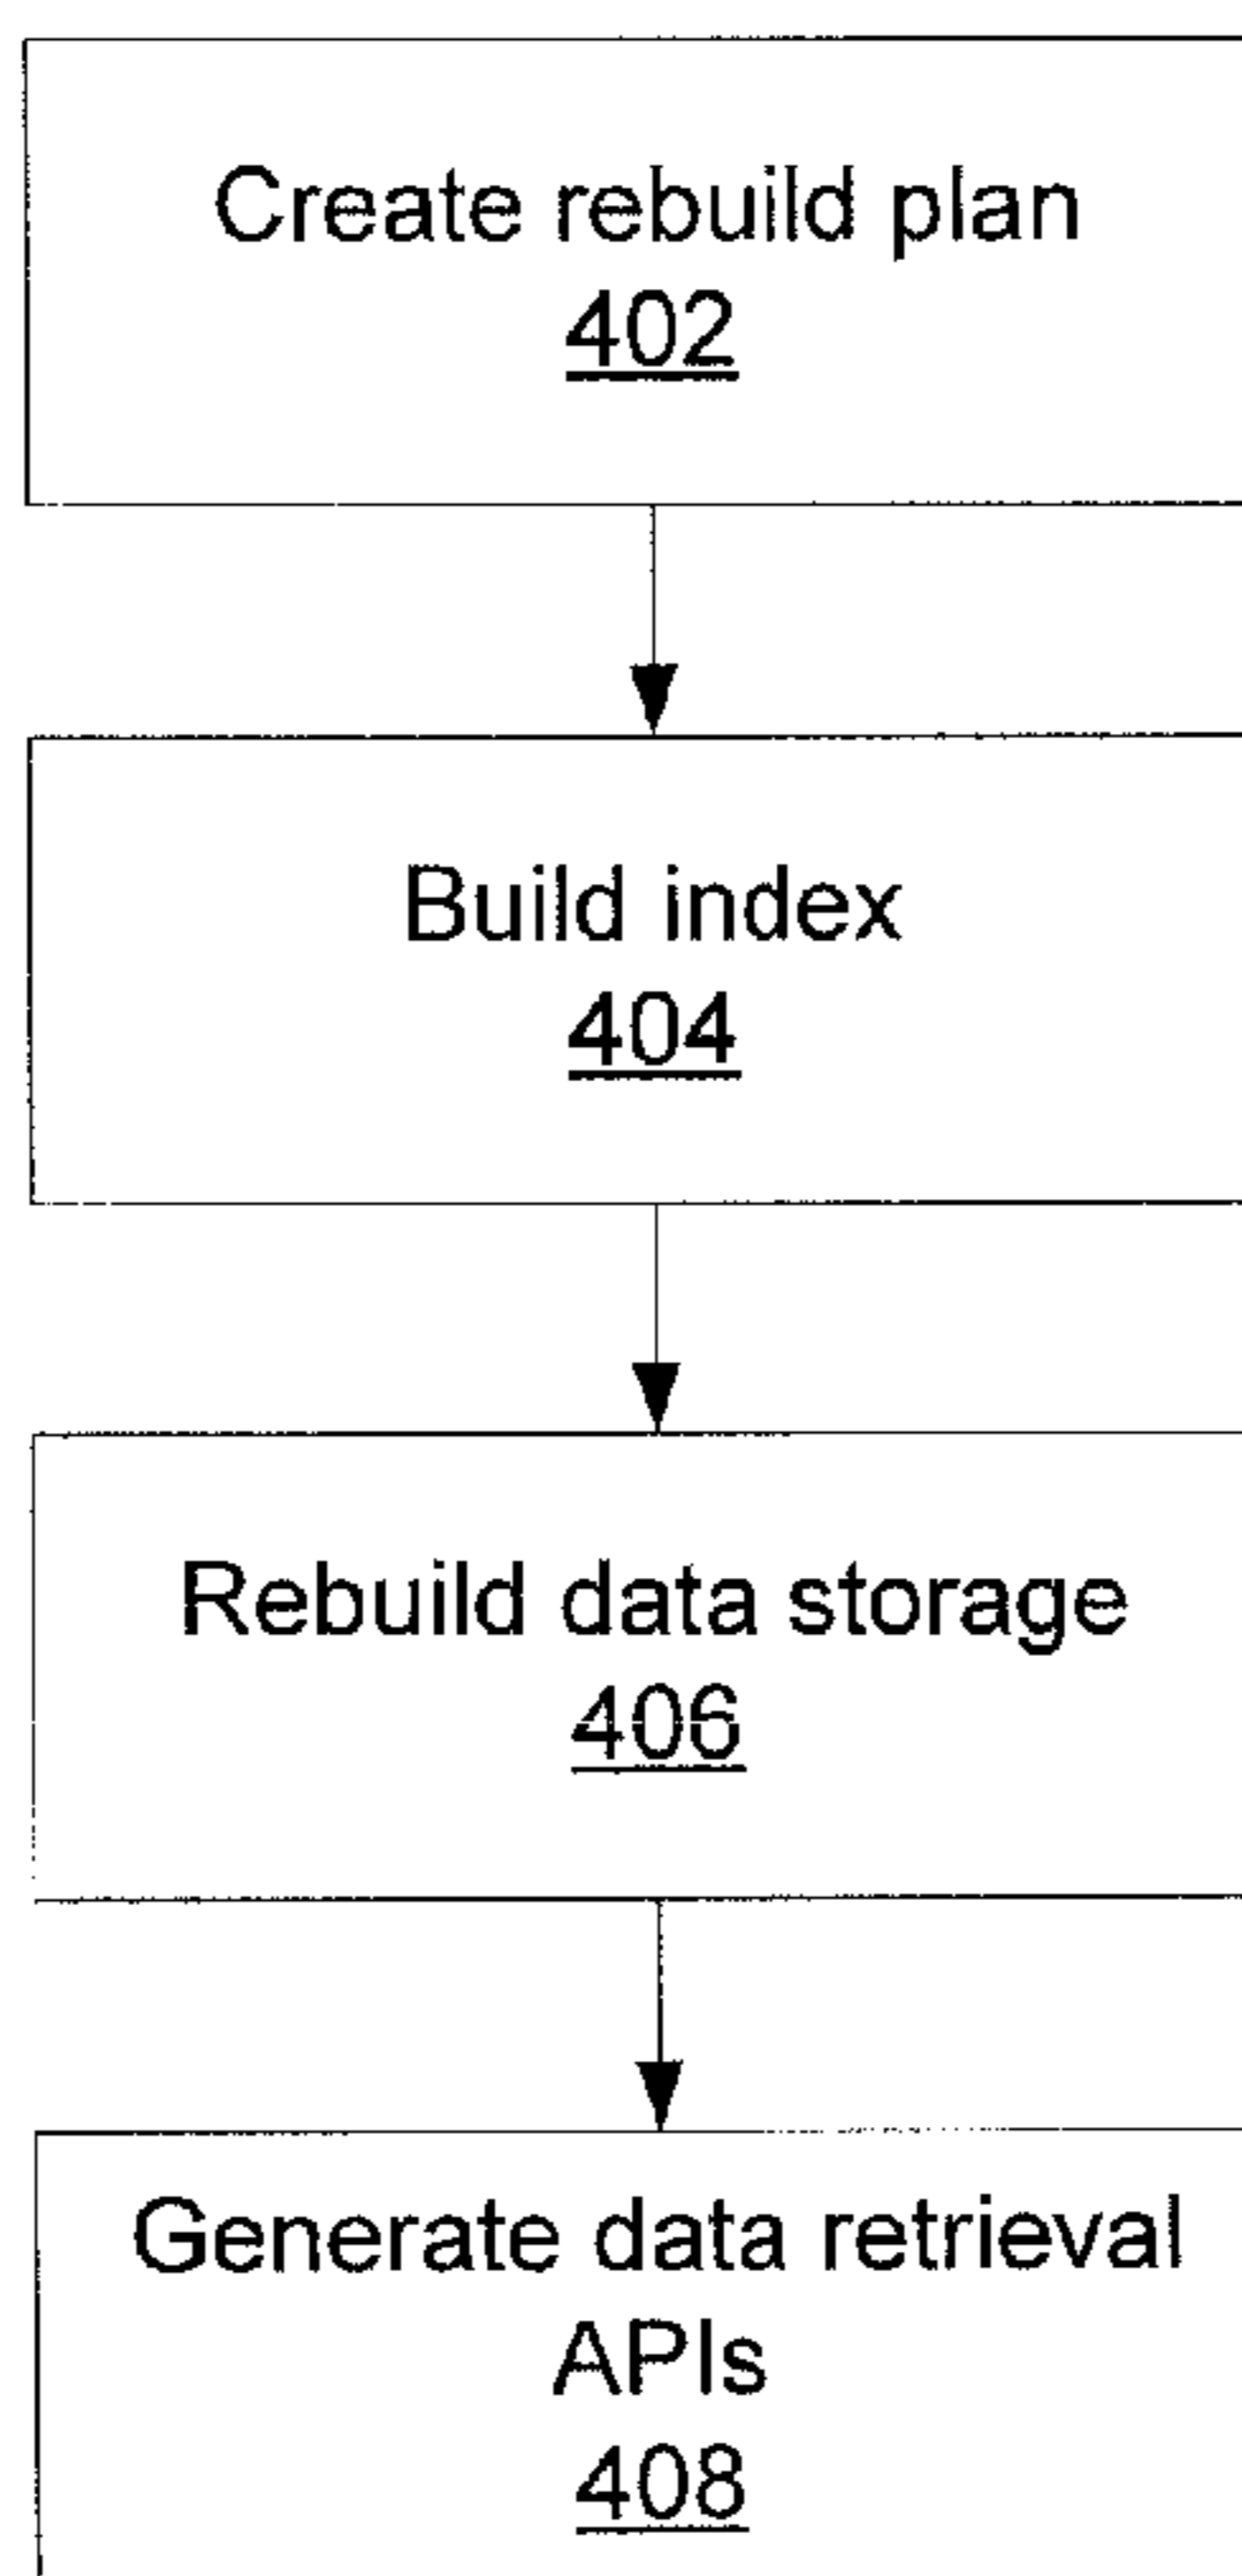 Create rebuild plan
402
Build index
404
Rebuild data storage
406
Generate data retrieval
APIs
408